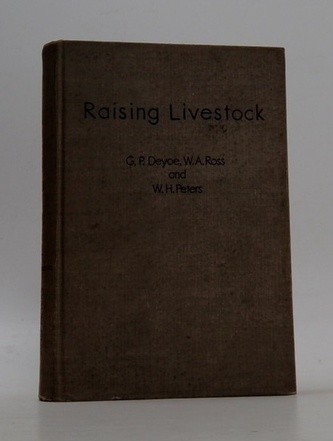 Raising Livestock
G. P. Deyoe, W. A. Ross
and
W. H. Peters